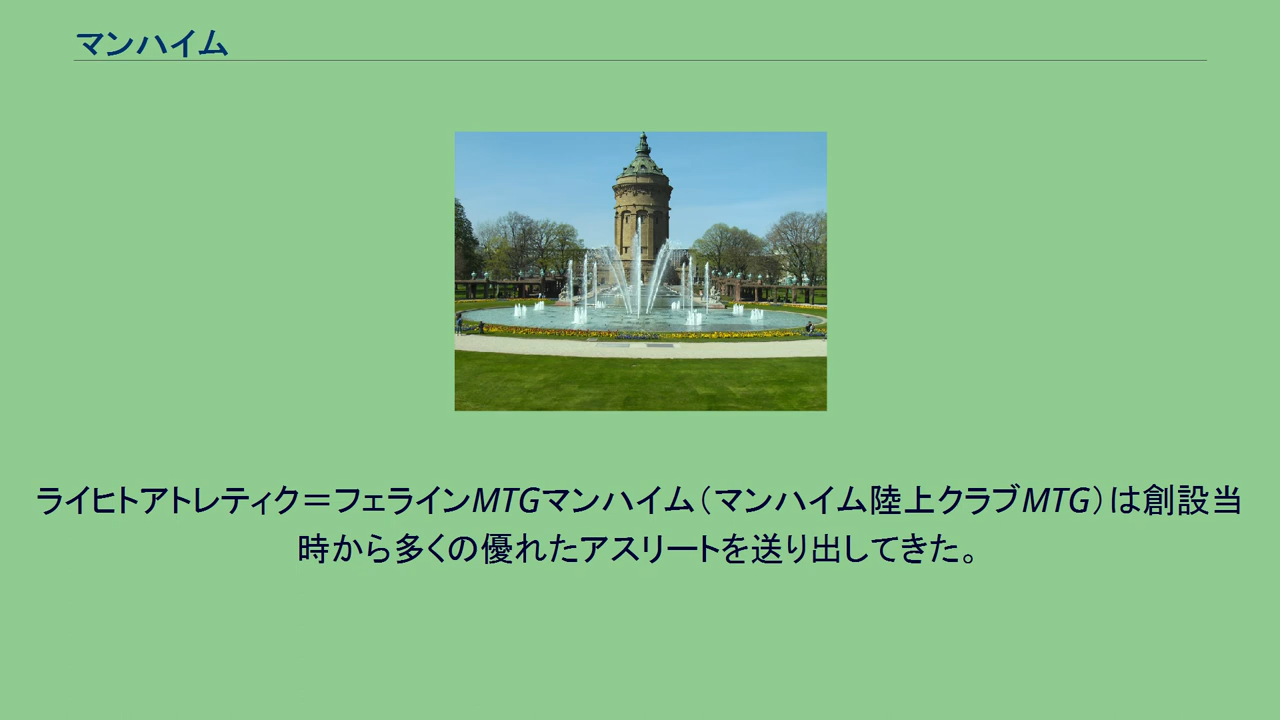 マンハイム
ライヒトアトレティク＝フェラインMTGマンハイム（マンハイム陸上クラブMTG）は創設当
時から多くの優れたアスリートを送り出してきた。